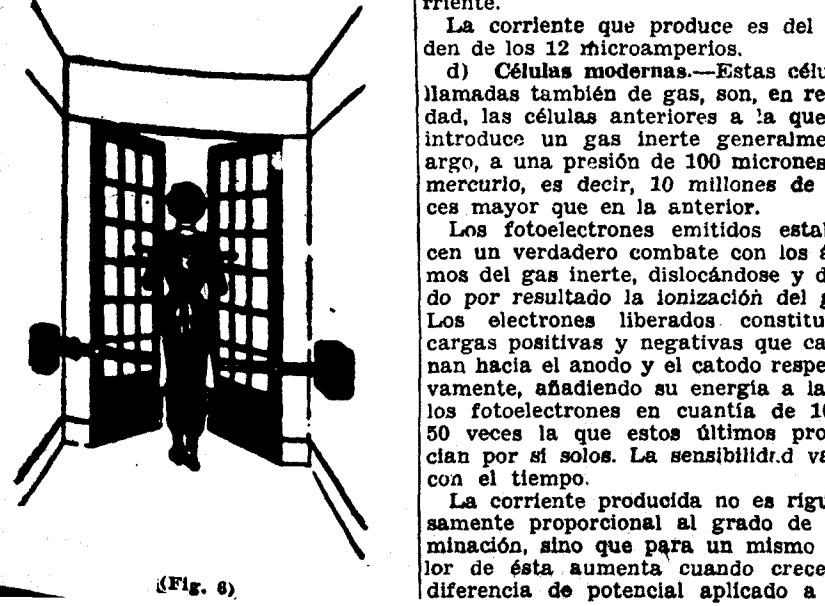 (Fig. 6)
rriente.
La corriente que produce es del
den de los 12 microamperios.
d) Células modernas.—Estas célu
llamadas también de gas, son, en re
dad, las células anteriores a la que
introduce un gas inerte generalme
argo, a una presión de 100 micrones
mercurio, es decir, 10 millones de
ces mayor que en la anterior.
Los fotoelectrones emitidos estab
cen un verdadero combate con los á
mos del gas inerte, dislocándose y d
do por resultado la ionización del g
Los electrones liberados constitu
cargas positivas y negativas que ca
nan hacia el anodo y el catodo respe
vamente, añadiendo su energía a la
los fotoelectrones en cuantía de 10
50 veces la que estos últimos pro
cian por si solos. La sensibilidad va
con el tiempo.
La corriente producida no es rigu
samente proporcional al grado de
minación, sino que para un mismo
lor de ésta aumenta cuando crece
diferencia de potencial aplicado a